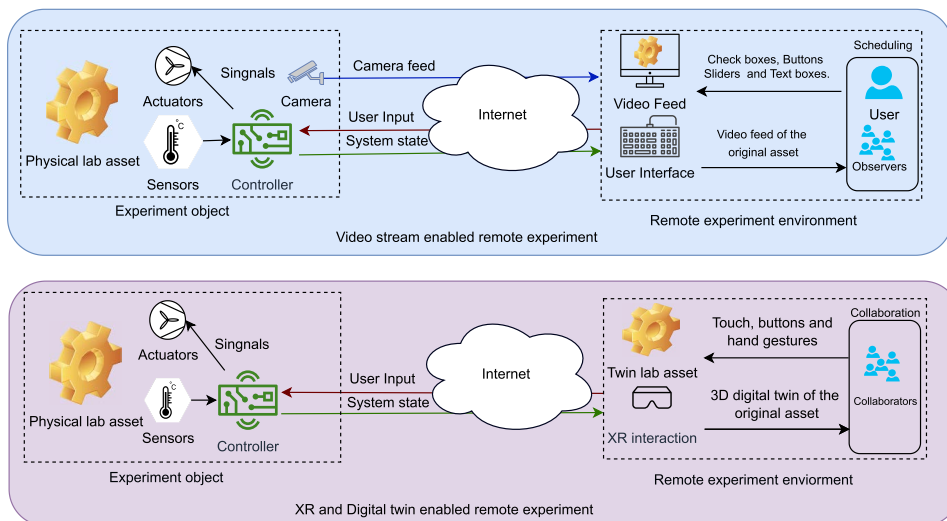 Scheduling
Singnals
Camera feed
Check boxes, Buttons
Sliders and Text boxes.
°C
Actuators
Camera
Internet
Video Feed
User
User Input
Video feed of the
original asset
Physical lab asset
System state
User Interface
Observers
Sensors
Controller
Experiment object
Remote experiment environment
Video stream enabled remote experiment
Collaboration
Touch, buttons and
hand gestures
Actuators
Singnals
Internet
Twin lab asset
°C
User Input
3D digital twin of the
original asset
Collaborators
Physical lab asset
System state
Sensors
Controller
XR interaction
Experiment object
Remote experiment enviorment
XR and Digital twin enabled remote experiment